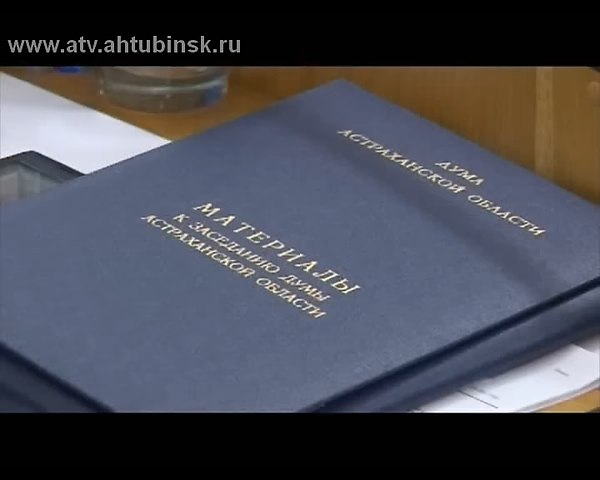 www.atv.ahtubinsk.ru
ДУМА
АСТРАХАНСКОЙ ОБЛАСТИ
МАТЕРИАЛЫ
К ЗАСЕДАНИЮ ДУМЫ
АСТРАХАНСКОЙ ОБЛАСТИ